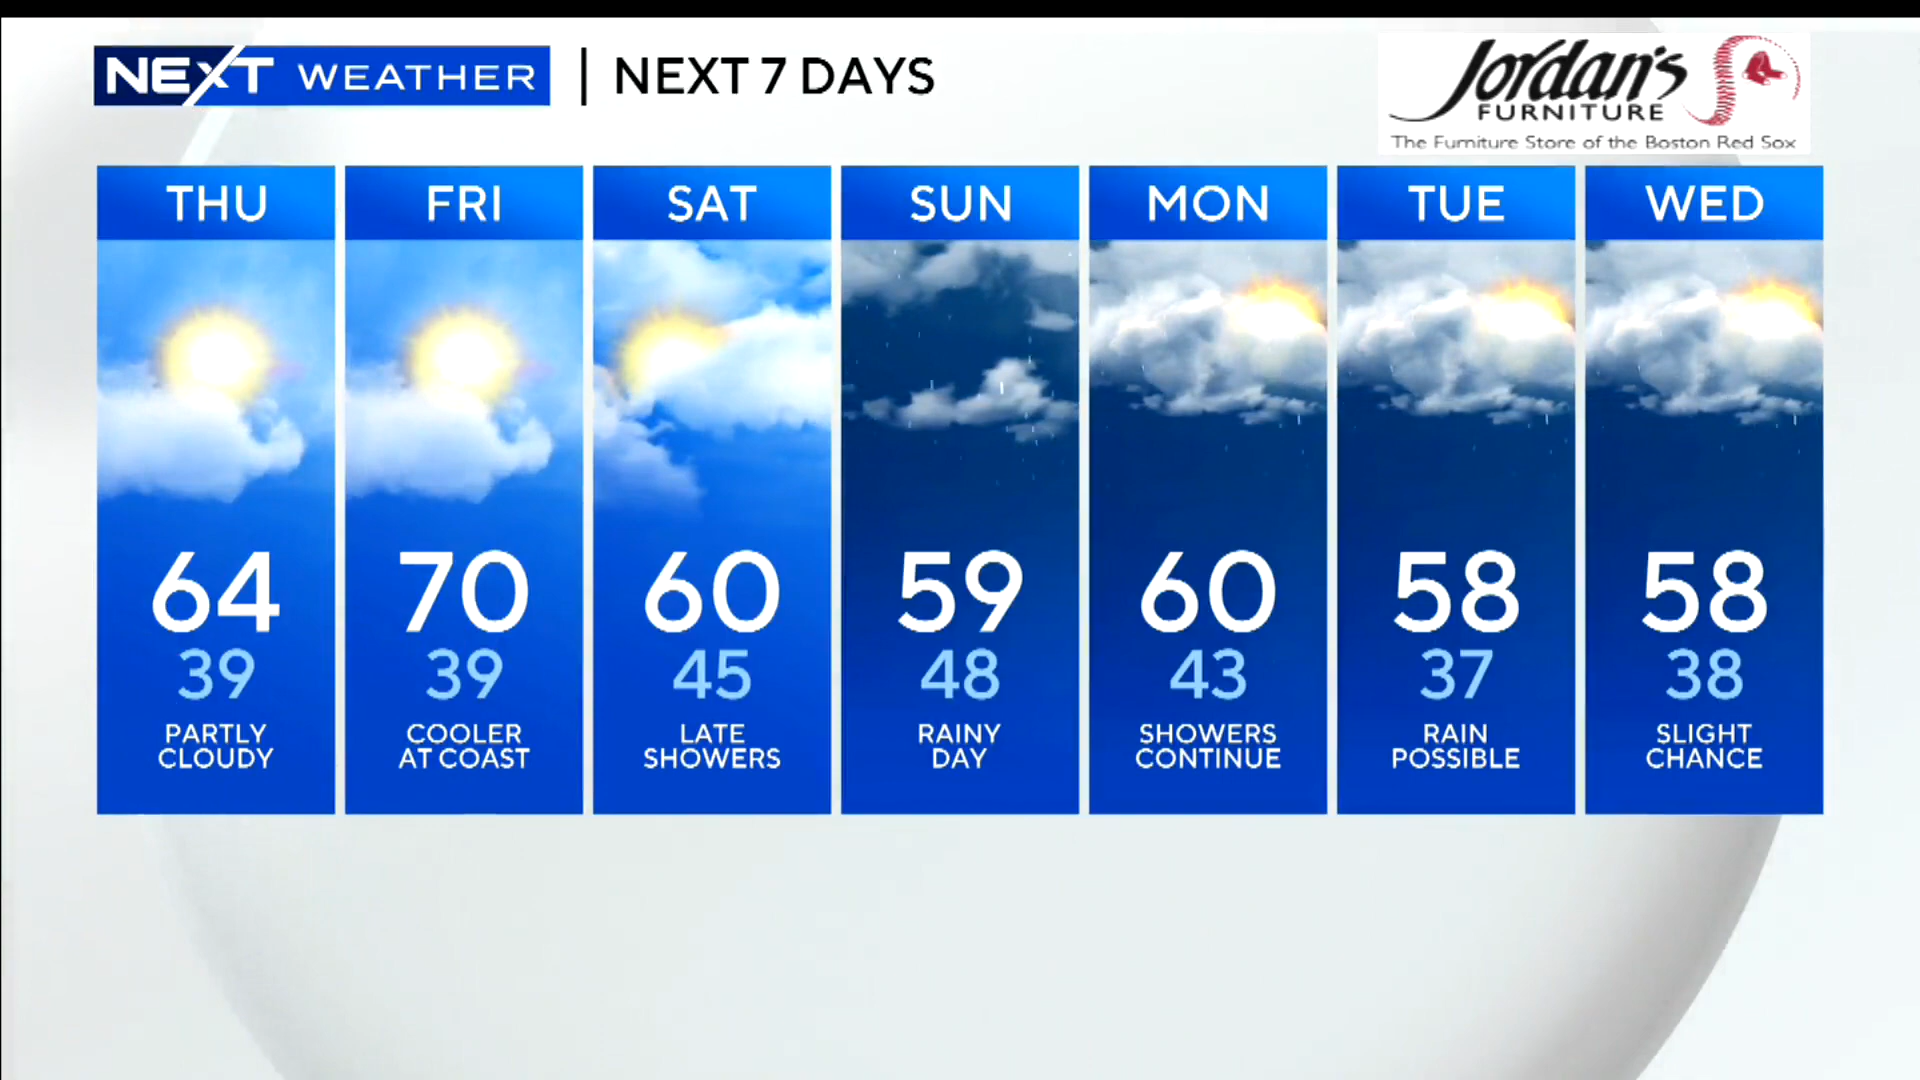 NEXT WEATHER | NEXT 7 DAYS
Jordan's
FURNITURE
The Furniture Store of the Boston Red Sox
THU FRI SAT SUN MON TUE WED
64 70 60 59 60 58 58
39 39 45 48 43 37 38
PARTLY CLOUDY
COOLER AT COAST
LATE SHOWERS
RAINY DAY
SHOWERS CONTINUE
RAIN POSSIBLE
SLIGHT CHANCE